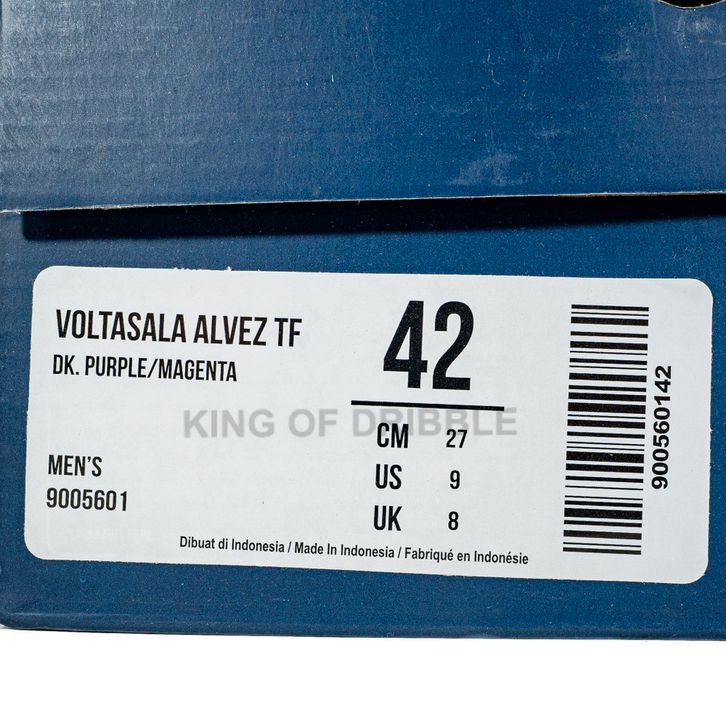 VOLTASALA ALVEZ TF
DK. PURPLE/MAGENTA
MEN'S
9005601
42
CM 27
US 9
UK 8
KING OF DRIBBLE
Dibuat di Indonesia / Made In Indonesia / Fabriqué en Indonésie
900560142